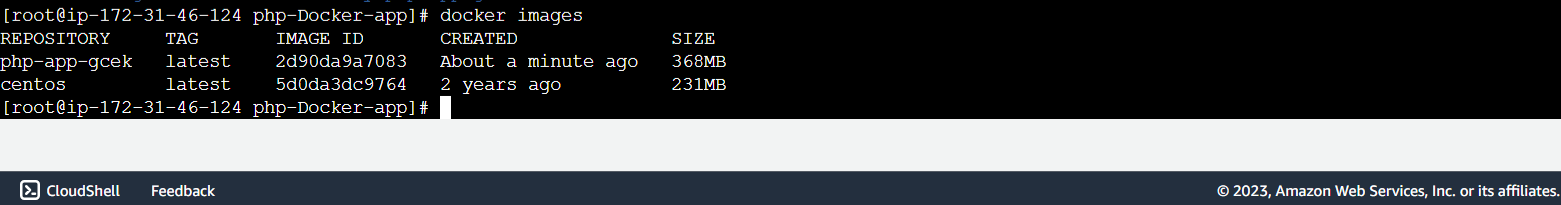 [root@ip-172-31-46-124 php-Docker-app]# docker images
REPOSITORY TAG IMAGE ID CREATED SIZE
php-app-gcek latest 2d90da9a7083 About a minute ago 368MB
centos latest 5d0da3dc9764 2 years ago 231MB
[root@ip-172-31-46-124 php-Docker-app]#
CloudShell Feedback © 2023, Amazon Web Services, Inc. or its affiliates.